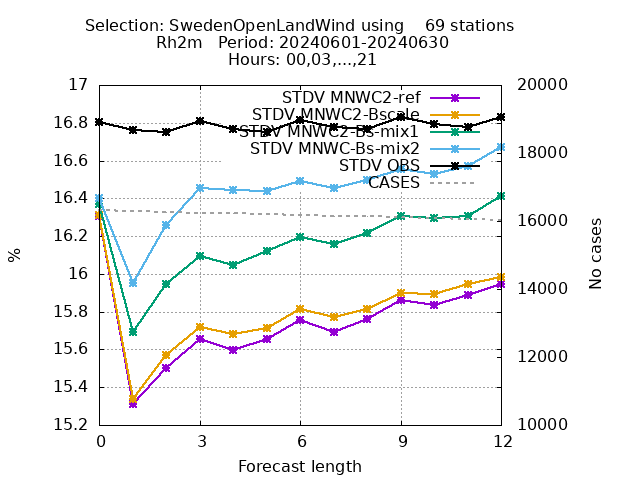 Selection: SwedenOpenLandWind using    69 stations
Rh2m   Period: 20240601-20240630
Hours: 00,03,...,21
17
16.8
16.6
16.4
16.2
16
15.8
15.6
15.4
15.2
%
20000
18000
16000
14000
12000
10000
No cases
STDV MNWC2-ref
STDV MNWC2-Bscale
STDV MNWC2-Bs-mix1
STDV MNWC-Bs-mix2
STDV OBS
CASES
0
3
6
9
12
Forecast length